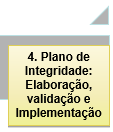 4. Plano de
Integridade:
Elaboração,
validação e
Implementação